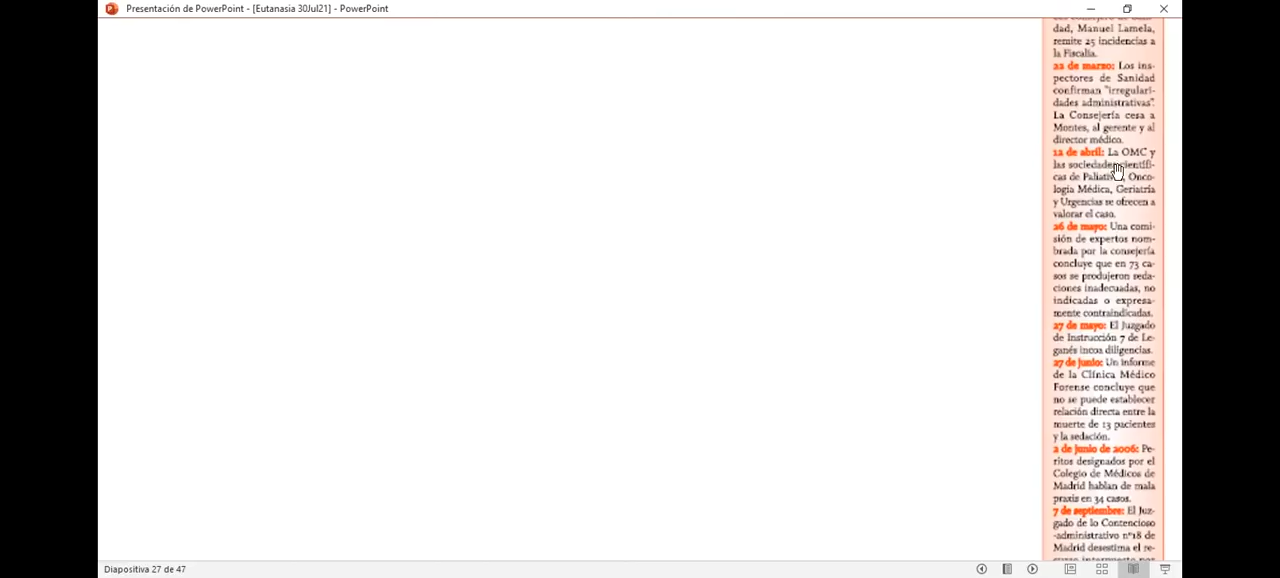 Presentación de PowerPoint - [Eutanasia 30Jul21] - PowerPoint
dad, Manuel Lamela,
remite 25 incidencias a
la Fiscalía.
22 de marzo: Los ins-
pectores de Sanidad
confirman "irregulari-
dades administrativas".
La Consejería cesa a
Montes, al gerente y al
director médico.
12 de abril: La OMC y
las sociedades científi-
cas de Paliativos, Onco-
logía Médica, Geriatría
y Urgencias se ofrecen a
valorar el caso.
26 de mayo: Una comi-
sión de expertos nom-
brada por la consejería
concluye que en 73 ca-
sos se produjeron seda-
ciones inadecuadas, no
indicadas o expresa-
mente contraindicadas.
27 de mayo: El Juzgado
de Instrucción 7 de Le-
ganés incoa diligencias.
27 de junio: Un informe
de la Clínica Médico
Forense concluye que
no se puede establecer
relación directa entre la
muerte de 13 pacientes
y la sedación.
2 de junio de 2006: Pe-
ritos designados por el
Colegio de Médicos de
Madrid hablan de mala
praxis en 34 casos.
7 de septiembre: El Juz-
gado de lo Contencioso
-administrativo nº18 de
Madrid desestima el re-
Diapositiva 27 de 47